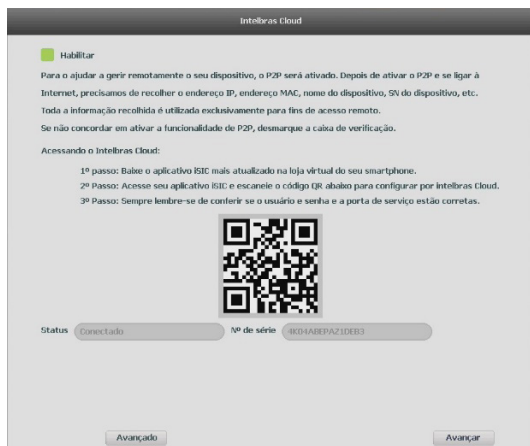 Intelbras Cloud
Habilitar
Para o ajudar a gerir remotamente o seu dispositivo, o P2P será ativado. Depois de ativar o P2P e se ligar à
Internet, precisamos de recolher o endereço IP, endereço MAC, nome do dispositivo, SN do dispositivo, etc.
Toda a informação recolhida é utilizada exclusivamente para fins de acesso remoto.
Se não concordar em ativar a funcionalidade de P2P, desmarque a caixa de verificação.
Acessando o Intelbras Cloud:
1º passo: Baixe o aplicativo iSIC mais atualizado na loja virtual do seu smartphone.
2º Passo: Acesse seu aplicativo iSIC e escaneie o código QR abaixo para configurar por intelbras Cloud.
3º Passo: Sempre lembre-se de conferir se o usuário e senha e a porta de serviço estão corretas.
Status Conectado Nº de série 4K04ABEPAZ1DEB3
Avançado Avançar